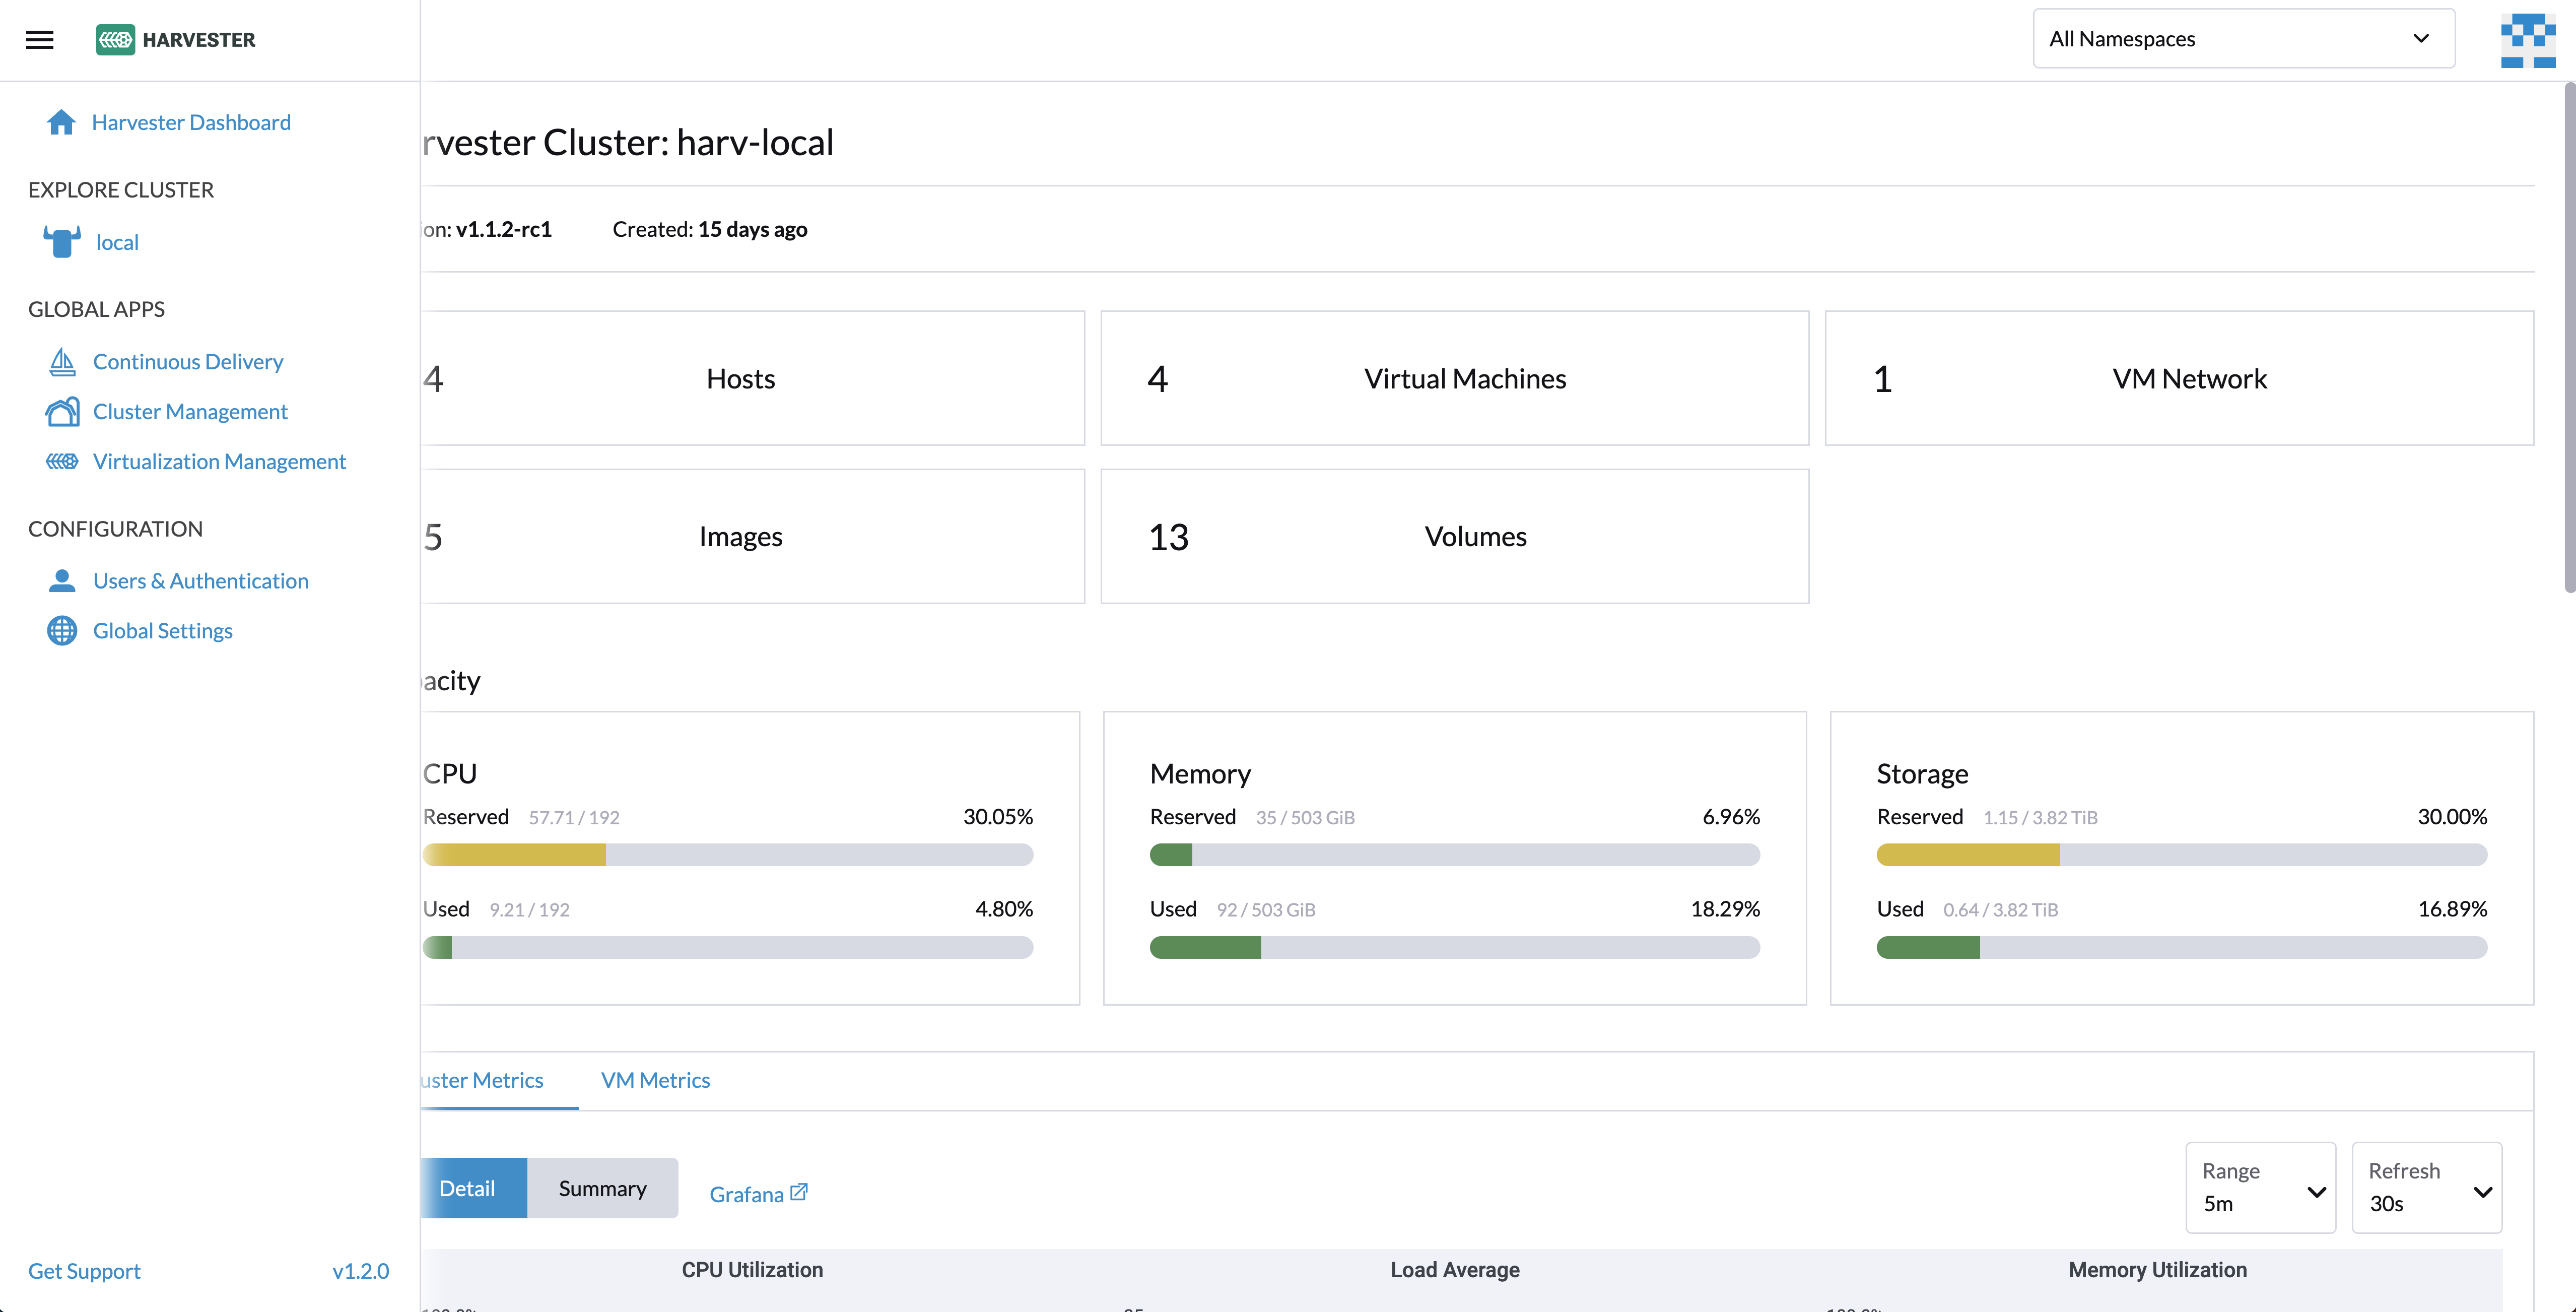 HARVESTER
All Namespaces
Harvester Dashboard
EXPLORE CLUSTER
local
GLOBAL APPS
Continuous Delivery
Cluster Management
Virtualization Management
CONFIGURATION
Users & Authentication
Global Settings
Get Support v1.2.0
rvester Cluster: harv-local
ion: v1.1.2-rc1 Created: 15 days ago
4 Hosts
4 Virtual Machines
1 VM Network
5 Images
13 Volumes
acity
CPU
Reserved 57.71 / 192 30.05%
Used 9.21 / 192 4.80%
Memory
Reserved 35 / 503 GiB 6.96%
Used 92 / 503 GiB 18.29%
Storage
Reserved 1.15 / 3.82 TiB 30.00%
Used 0.64 / 3.82 TiB 16.89%
uster Metrics VM Metrics
Detail Summary Grafana
Range
5m
Refresh
30s
CPU Utilization Load Average Memory Utilization